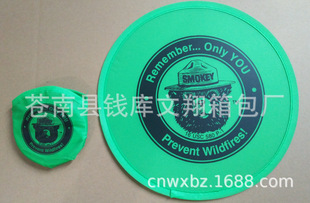 Remember... Only YOU
SMOKEY
Prevent Wildfires!
苍南县钱库文翔箱包厂
cnwxbz.1688.com